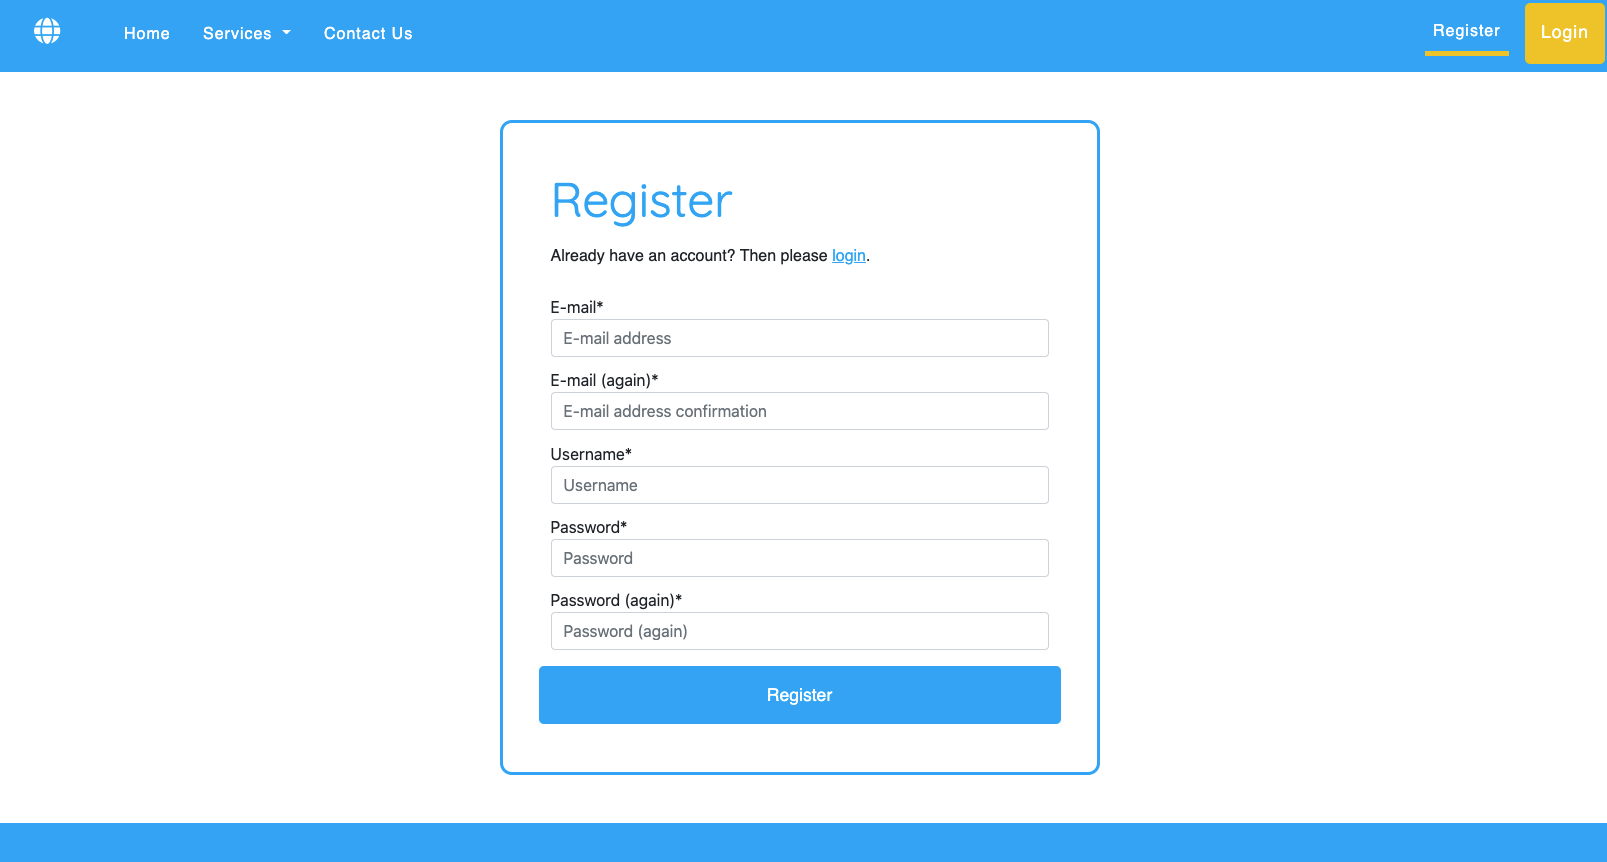 Home Services Contact Us Register Login
Register
Already have an account? Then please login.
E-mail*
E-mail address
E-mail (again)*
E-mail address confirmation
Username*
Username
Password*
Password
Password (again)*
Password (again)
Register